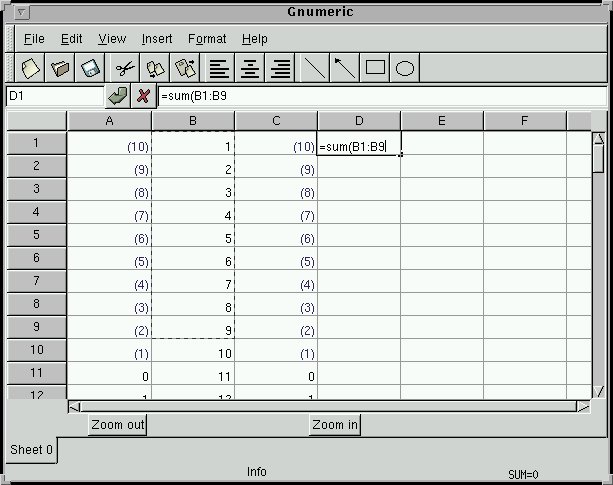 Gnumeric
File Edit View Insert Format Help
D1 =sum(B1:B9
A B C D E F
1 (10) 1 (10) =sum(B1:B9
2 (9) 2 (9)
3 (8) 3 (8)
4 (7) 4 (7)
5 (6) 5 (6)
6 (5) 6 (5)
7 (4) 7 (4)
8 (3) 8 (3)
9 (2) 9 (2)
10 (1) 10 (1)
11 0 11 0
12 1 12 1
Zoom out Zoom in
Sheet 0
Info SUM=0